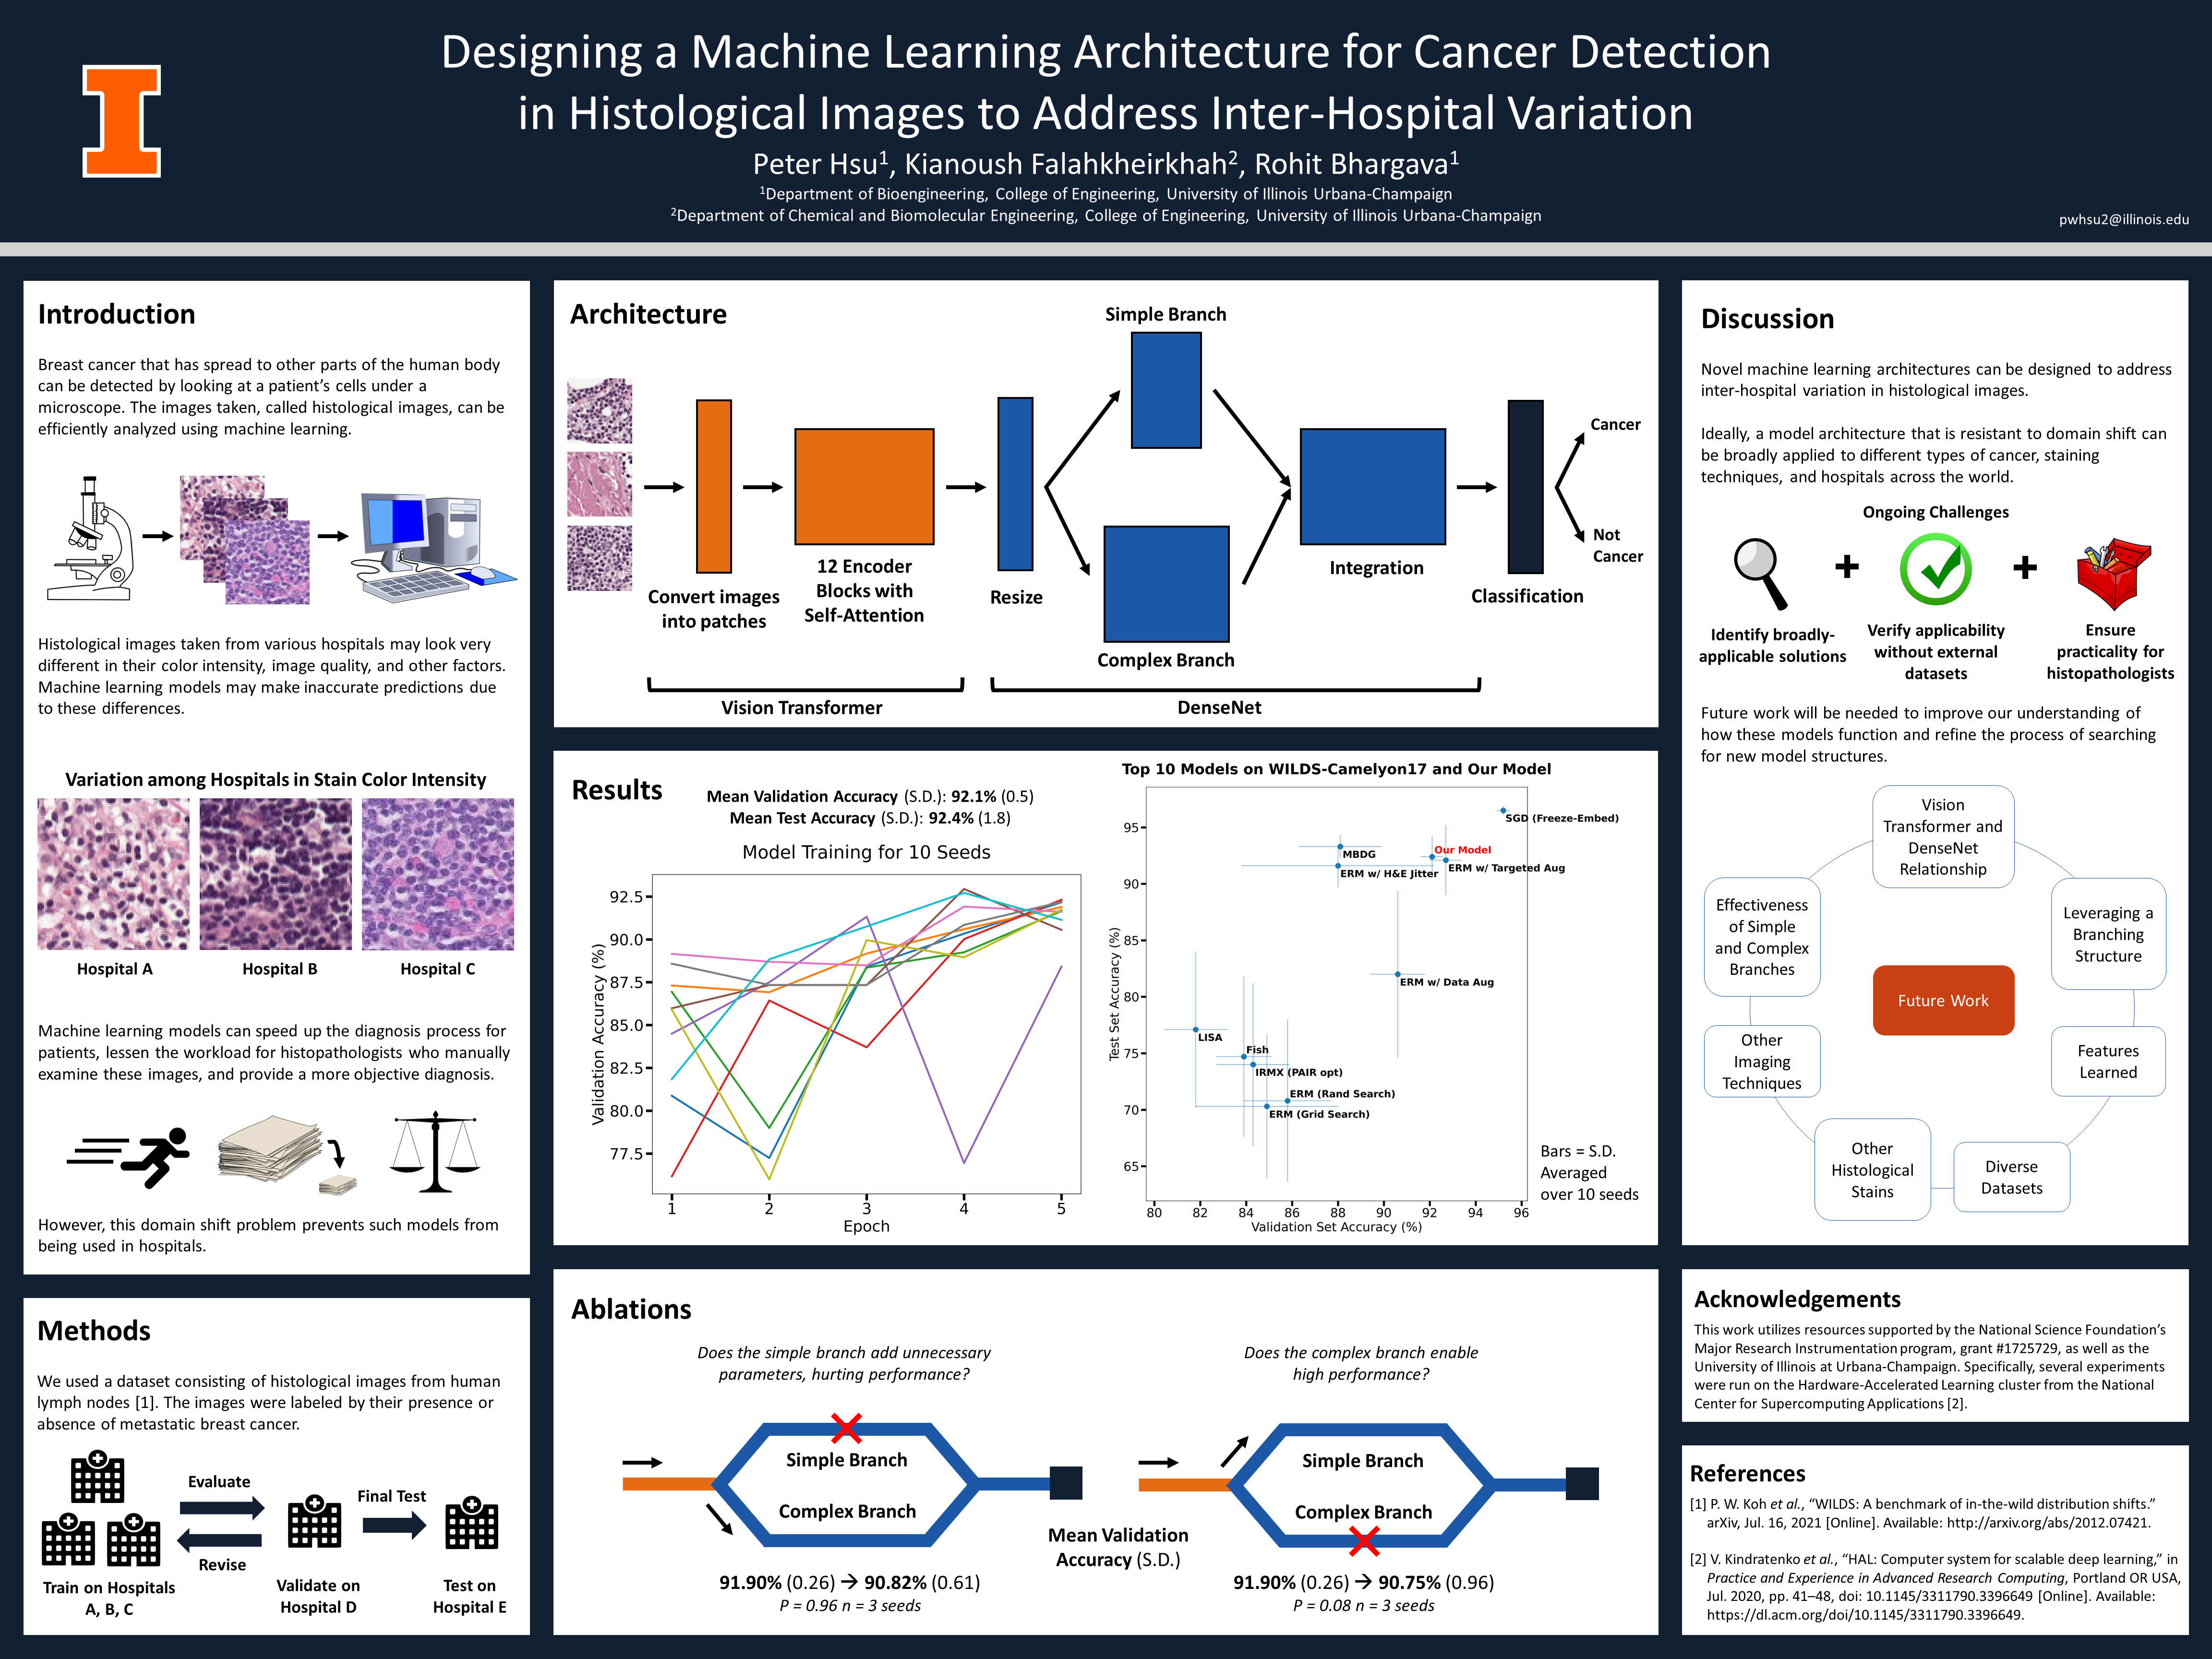 Designing a Machine Learning Architecture for Cancer Detection
in Histological Images to Address Inter-Hospital Variation
Peter Hsu1, Kianoush Falahkheirkhah2, Rohit Bhargava1
1Department of Bioengineering, College of Engineering, University of Illinois Urbana-Champaign
2Department of Chemical and Biomolecular Engineering, College of Engineering, University of Illinois Urbana-Champaign
pwhsu2@illinois.edu
Introduction
Breast cancer that has spread to other parts of the human body
can be detected by looking at a patient's cells under a
microscope. The images taken, called histological images, can be
efficiently analyzed using machine learning.
Histological images taken from various hospitals may look very
different in their color intensity, image quality, and other factors.
Machine learning models may make inaccurate predictions due
to these differences.
Variation among Hospitals in Stain Color Intensity
Hospital A
Hospital B
Hospital C
Machine learning models can speed up the diagnosis process for
patients, lessen the workload for histopathologists who manually
examine these images, and provide a more objective diagnosis.
However, this domain shift problem prevents such models from
being used in hospitals.
Methods
We used a dataset consisting of histological images from human
lymph nodes [1]. The images were labeled by their presence or
absence of metastatic breast cancer.
Evaluate
Revise
Final Test
Train on Hospitals
A, B, C
Validate on
Hospital D
Test on
Hospital E
Architecture
Simple Branch
Convert images
into patches
12 Encoder
Blocks with
Self-Attention
Resize
Complex Branch
Integration
Classification
Cancer
Not
Cancer
Vision Transformer
DenseNet
Results
Mean Validation Accuracy (S.D.): 92.1% (0.5)
Mean Test Accuracy (S.D.): 92.4% (1.8)
Model Training for 10 Seeds
Validation Accuracy (%)
92.5
90.0
87.5
85.0
82.5
80.0
77.5
1 2 3 4 5
Epoch
Top 10 Models on WILDS-Camelyon17 and Our Model
Test Set Accuracy (%)
95
90
85
80
75
70
65
SGD (Freeze-Embed)
MBDG
Our Model
ERM w/ H&E Jitter
ERM w/ Targeted Aug
ERM w/ Data Aug
LISA
Fish
IRMX (PAIR opt)
ERM (Rand Search)
ERM (Grid Search)
80 82 84 86 88 90 92 94 96
Validation Set Accuracy (%)
Bars = S.D.
Averaged
over 10 seeds
Ablations
Does the simple branch add unnecessary
parameters, hurting performance?
Simple Branch
Complex Branch
91.90% (0.26) → 90.82% (0.61)
P = 0.96 n = 3 seeds
Mean Validation
Accuracy (S.D.)
Does the complex branch enable
high performance?
Simple Branch
Complex Branch
91.90% (0.26) → 90.75% (0.96)
P = 0.08 n = 3 seeds
Discussion
Novel machine learning architectures can be designed to address
inter-hospital variation in histological images.
Ideally, a model architecture that is resistant to domain shift can
be broadly applied to different types of cancer, staining
techniques, and hospitals across the world.
Ongoing Challenges
Identify broadly-
applicable solutions
Verify applicability
without external
datasets
Ensure
practicality for
histopathologists
Future work will be needed to improve our understanding of
how these models function and refine the process of searching
for new model structures.
Vision
Transformer and
DenseNet
Relationship
Leveraging a
Branching
Structure
Features
Learned
Diverse
Datasets
Other
Histological
Stains
Other
Imaging
Techniques
Effectiveness
of Simple
and Complex
Branches
Future Work
Acknowledgements
This work utilizes resources supported by the National Science Foundation's
Major Research Instrumentation program, grant #1725729, as well as the
University of Illinois at Urbana-Champaign. Specifically, several experiments
were run on the Hardware-Accelerated Learning cluster from the National
Center for Supercomputing Applications [2].
References
[1] P. W. Koh et al., "WILDS: A benchmark of in-the-wild distribution shifts."
arXiv, Jul. 16, 2021 [Online]. Available: http://arxiv.org/abs/2012.07421.
[2] V. Kindratenko et al., "HAL: Computer system for scalable deep learning," in
Practice and Experience in Advanced Research Computing, Portland OR USA,
Jul. 2020, pp. 41–48, doi: 10.1145/3311790.3396649 [Online]. Available:
https://dl.acm.org/doi/10.1145/3311790.3396649.